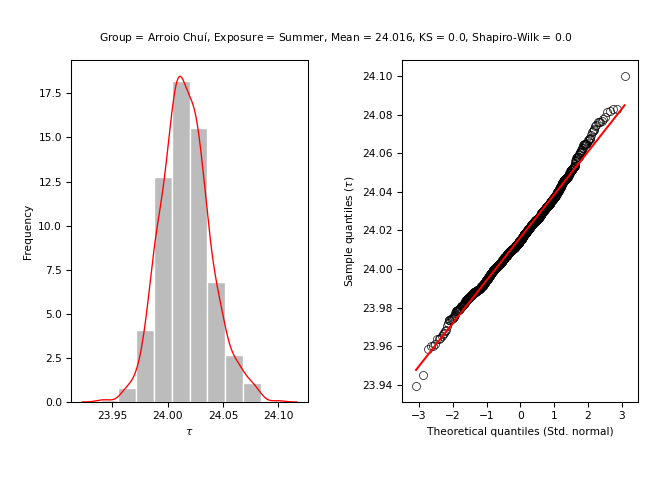 Group = Arroio Chuí, Exposure = Summer, Mean = 24.016, KS = 0.0, Shapiro-Wilk = 0.0
Frequency
17.5
15.0
12.5
10.0
7.5
5.0
2.5
0.0
23.95 24.00 24.05 24.10
τ
Sample quantiles (τ)
24.10
24.08
24.06
24.04
24.02
24.00
23.98
23.96
23.94
−3 −2 −1 0 1 2 3
Theoretical quantiles (Std. normal)